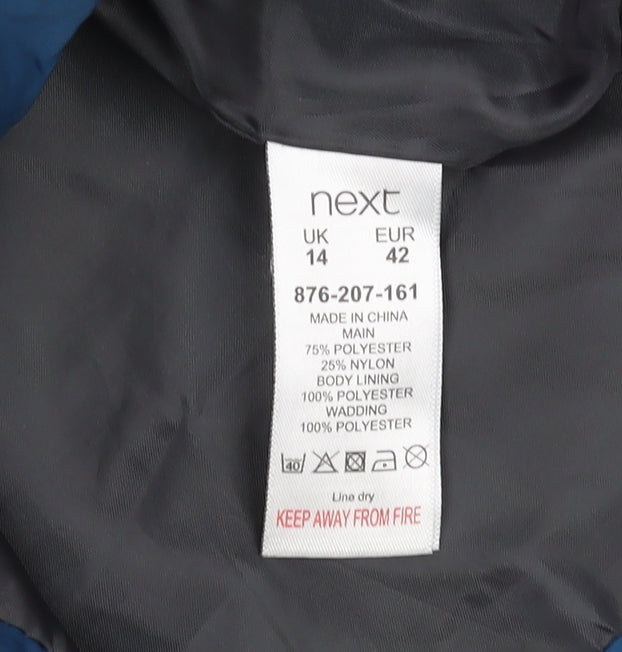 next
UK EUR
14 42
876-207-161
MADE IN CHINA
MAIN
75% POLYESTER
25% NYLON
BODY LINING
100% POLYESTER
WADDING
100% POLYESTER
40
Line dry
KEEP AWAY FROM FIRE